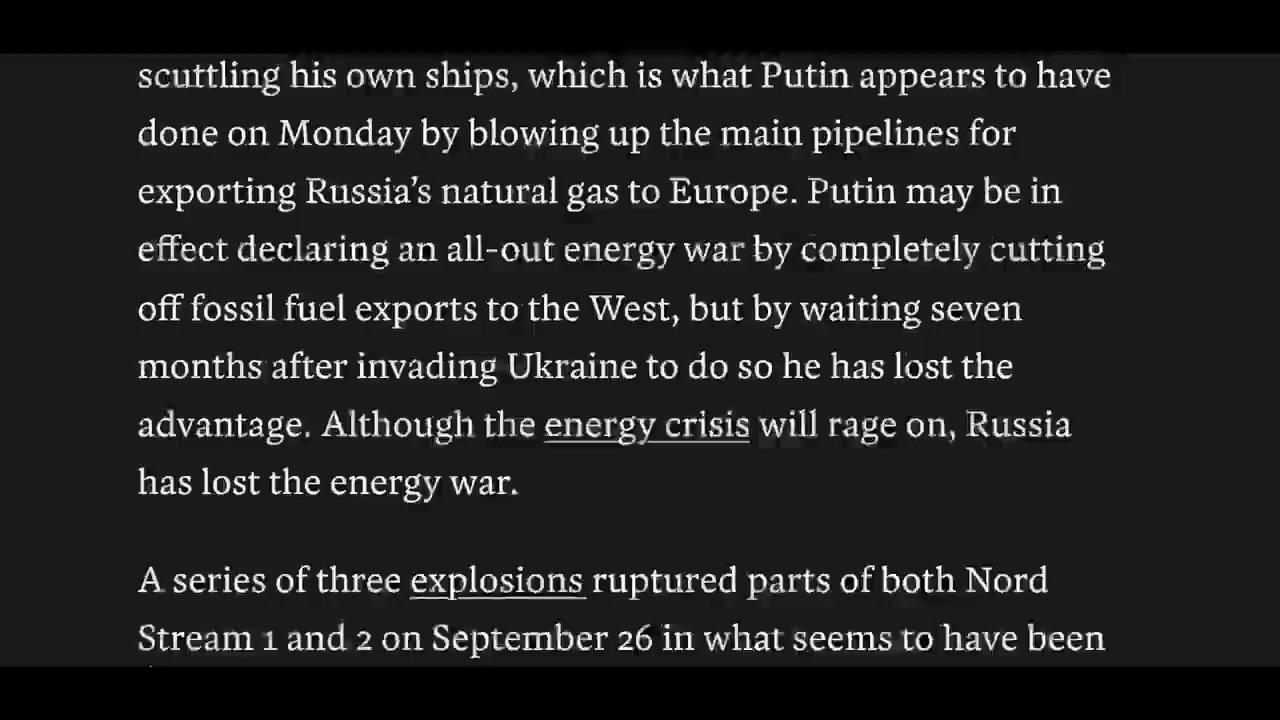 scuttling his own ships, which is what Putin appears to have
done on Monday by blowing up the main pipelines for
exporting Russia’s natural gas to Europe. Putin may be in
effect declaring an all-out energy war by completely cutting
off fossil fuel exports to the West, but by waiting seven
months after invading Ukraine to do so he has lost the
advantage. Although the energy crisis will rage on, Russia
has lost the energy war.
A series of three explosions ruptured parts of both Nord
Stream 1 and 2 on September 26 in what seems to have been